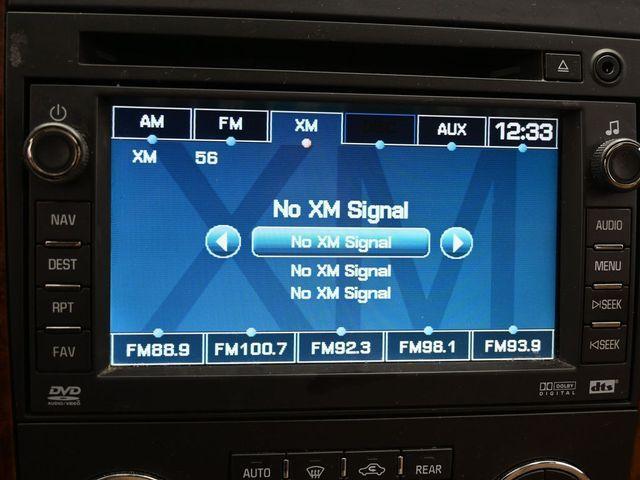 AM FM XM AUX 12:33
XM 56
No XM Signal
No XM Signal
No XM Signal
No XM Signal
FM88.9 FM100.7 FM92.3 FM98.1 FM93.9
NAV
DEST
RPT
FAV
AUDIO
MENU
SEEK
SEEK
DVD
AUDIO/VIDEO
DOLBY
DIGITAL
dts
AUTO REAR